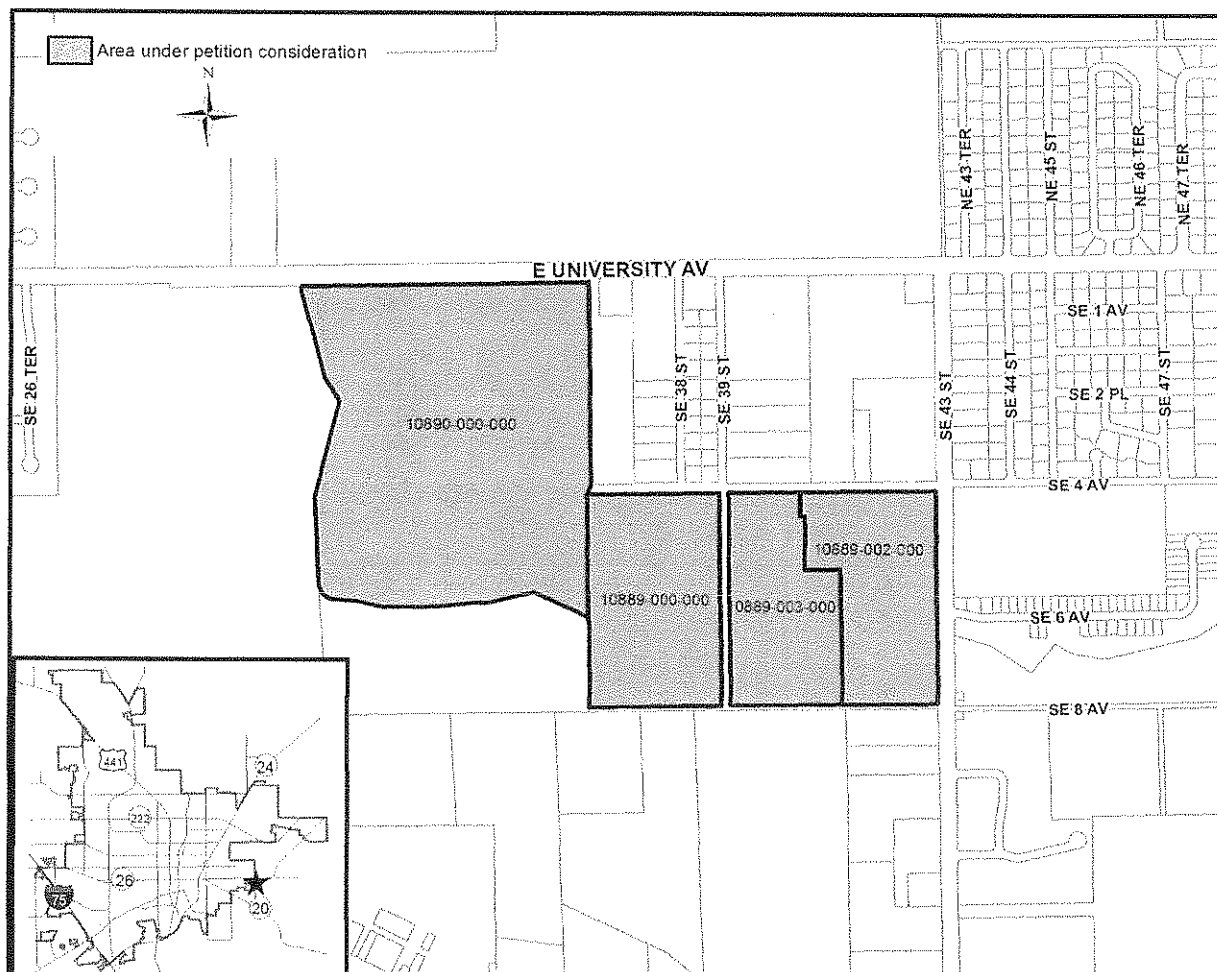 Area under petition consideration
N
NE 43 TER
NE 45 ST
NE 46 TER
NE 47 TER
E UNIVERSITY AV
SE 26 TER
SE 38 ST
SE 39 ST
SE 43 ST
SE 44 ST
SE 1 AV
SE 2 PL
SE 47 ST
SE 4 AV
10890-000-000
10889-000-000
10889-003-000
10889-002-000
SE 6 AV
SE 8 AV
441
24
222
26
75
20